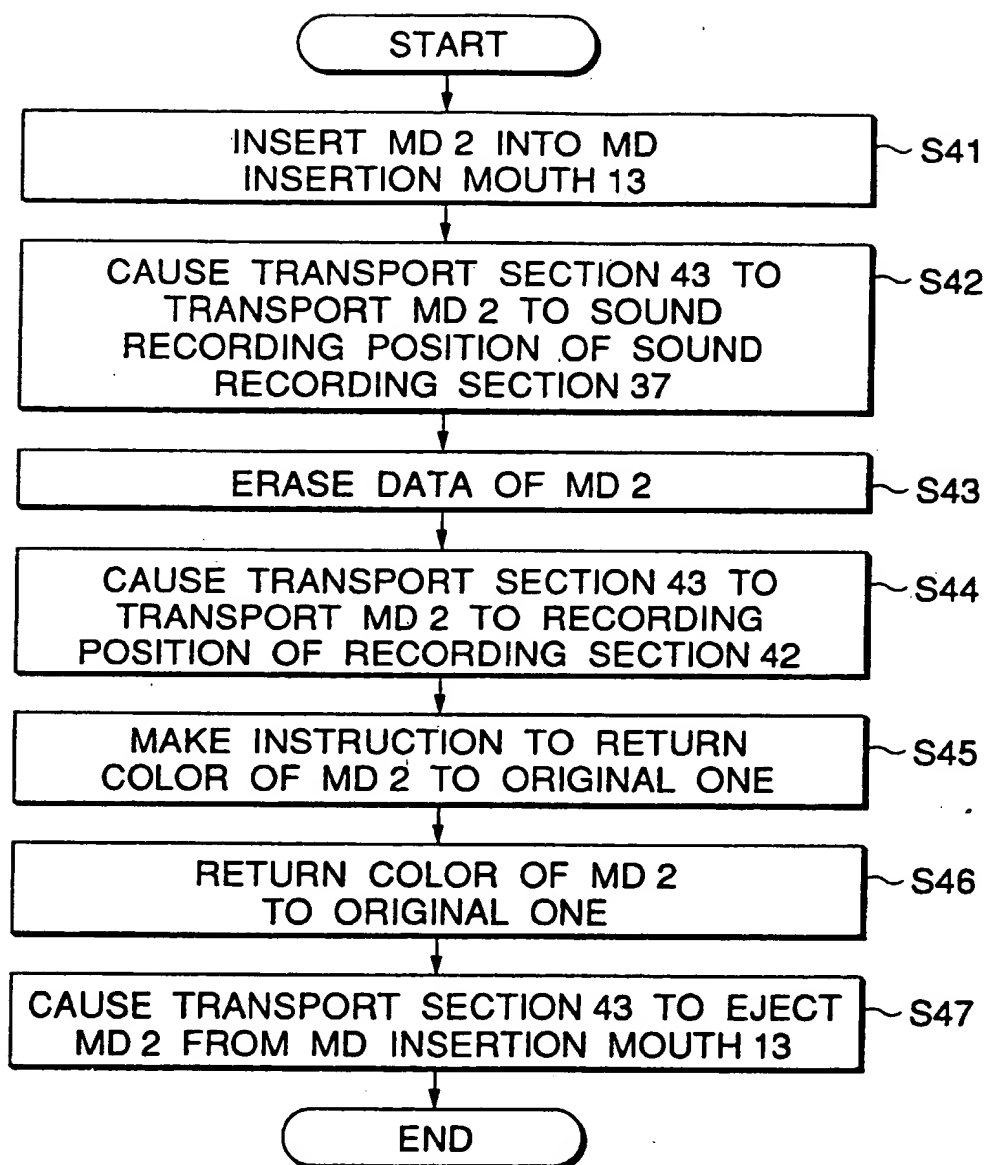 START
INSERT MD 2 INTO MD
INSERTION MOUTH 13
S41
CAUSE TRANSPORT SECTION 43 TO
TRANSPORT MD 2 TO SOUND
RECORDING POSITION OF SOUND
RECORDING SECTION 37
S42
ERASE DATA OF MD 2
S43
CAUSE TRANSPORT SECTION 43 TO
TRANSPORT MD 2 TO RECORDING
POSITION OF RECORDING SECTION 42
S44
MAKE INSTRUCTION TO RETURN
COLOR OF MD 2 TO ORIGINAL ONE
S45
RETURN COLOR OF MD 2
TO ORIGINAL ONE
S46
CAUSE TRANSPORT SECTION 43 TO EJECT
MD 2 FROM MD INSERTION MOUTH 13
S47
END